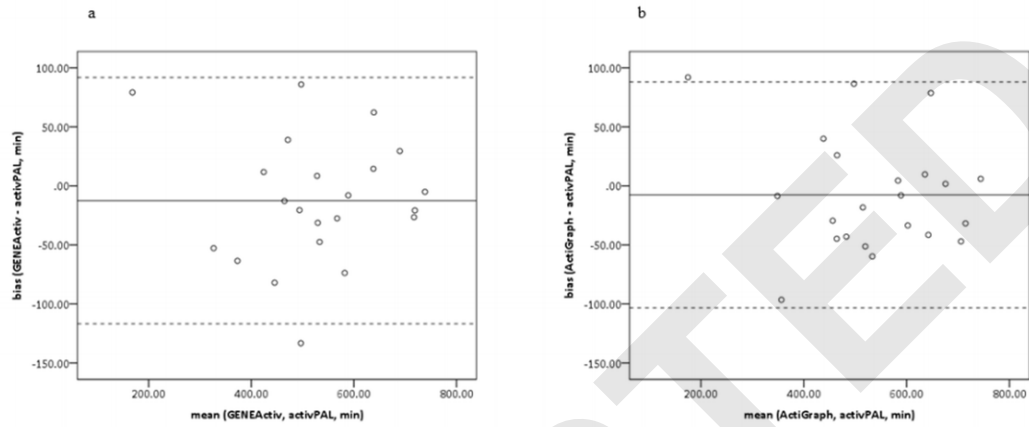 a
100.00
50.00
.00
-50.00
-100.00
-150.00
bias (GENEActiv - activPAL, min)
200.00 400.00 600.00 800.00
mean (GENEActiv, activPAL, min)
b
100.00
50.00
.00
-50.00
-100.00
-150.00
bias (ActiGraph - activPAL, min)
200.00 400.00 600.00 800.00
mean (ActiGraph, activPAL, min)
PTED